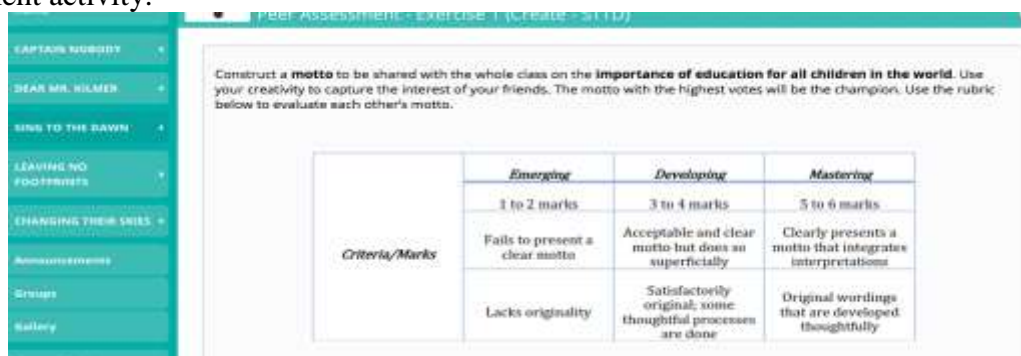 ent activity.
Peer Assessment - Exercise 1 (Create - STTD)
CAPTAIN NOBODY
DEAR MR. KILMER
SING TO THE DAWN
LEAVING NO
FOOTPRINTS
CHANGING THEIR SKIES
Announcements
Groups
Gallery
Construct a motto to be shared with the whole class on the importance of education for all children in the world. Use
your creativity to capture the interest of your friends. The motto with the highest votes will be the champion. Use the rubric
below to evaluate each other's motto.
Criteria/Marks
Emerging
Developing
Mastering
1 to 2 marks
3 to 4 marks
5 to 6 marks
Fails to present a
clear motto
Acceptable and clear
motto but does so
superficially
Clearly presents a
motto that integrates
interpretations
Lacks originality
Satisfactorily
original; some
thoughtful processes
are done
Original wordings
that are developed
thoughtfully